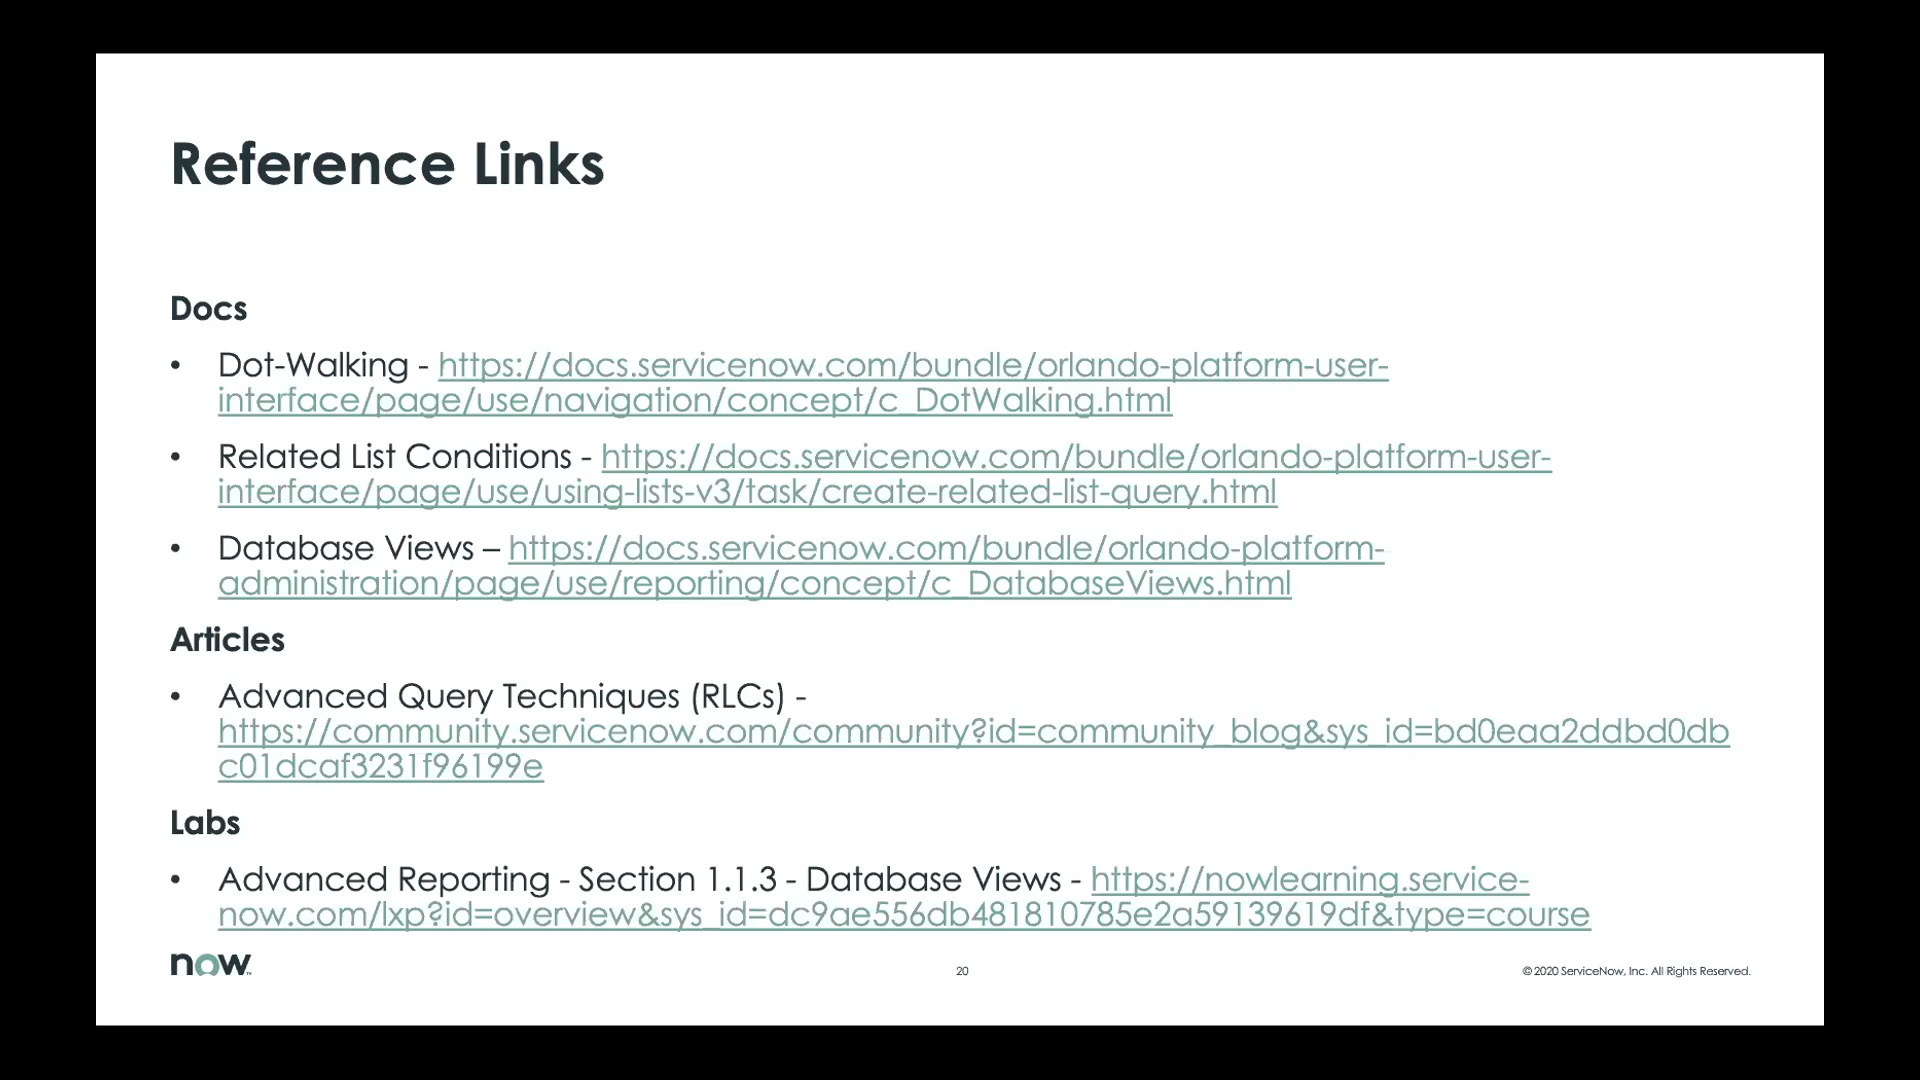 Reference Links
Docs
• Dot-Walking - https://docs.servicenow.com/bundle/orlando-platform-user-
interface/page/use/navigation/concept/c_DotWalking.html
• Related List Conditions - https://docs.servicenow.com/bundle/orlando-platform-user-
interface/page/use/using-lists-v3/task/create-related-list-query.html
• Database Views – https://docs.servicenow.com/bundle/orlando-platform-
administration/page/use/reporting/concept/c_DatabaseViews.html
Articles
• Advanced Query Techniques (RLCs) -
https://community.servicenow.com/community?id=community_blog&sys_id=bd0eaa2ddbd0db
c01dcaf3231f96199e
Labs
• Advanced Reporting - Section 1.1.3 - Database Views - https://nowlearning.service-
now.com/lxp?id=overview&sys_id=dc9ae556db481810785e2a59139619df&type=course
now™
20
© 2020 ServiceNow, Inc. All Rights Reserved.